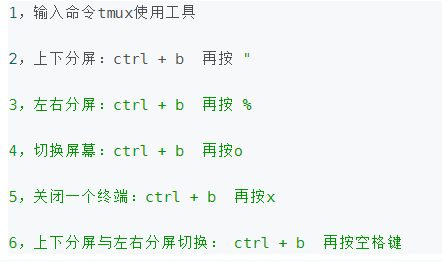 1，输入命令tmux使用工具
2，上下分屏：ctrl + b  再按 "
3，左右分屏：ctrl + b  再按 %
4，切换屏幕：ctrl + b  再按o
5，关闭一个终端：ctrl + b  再按x
6，上下分屏与左右分屏切换： ctrl + b  再按空格键